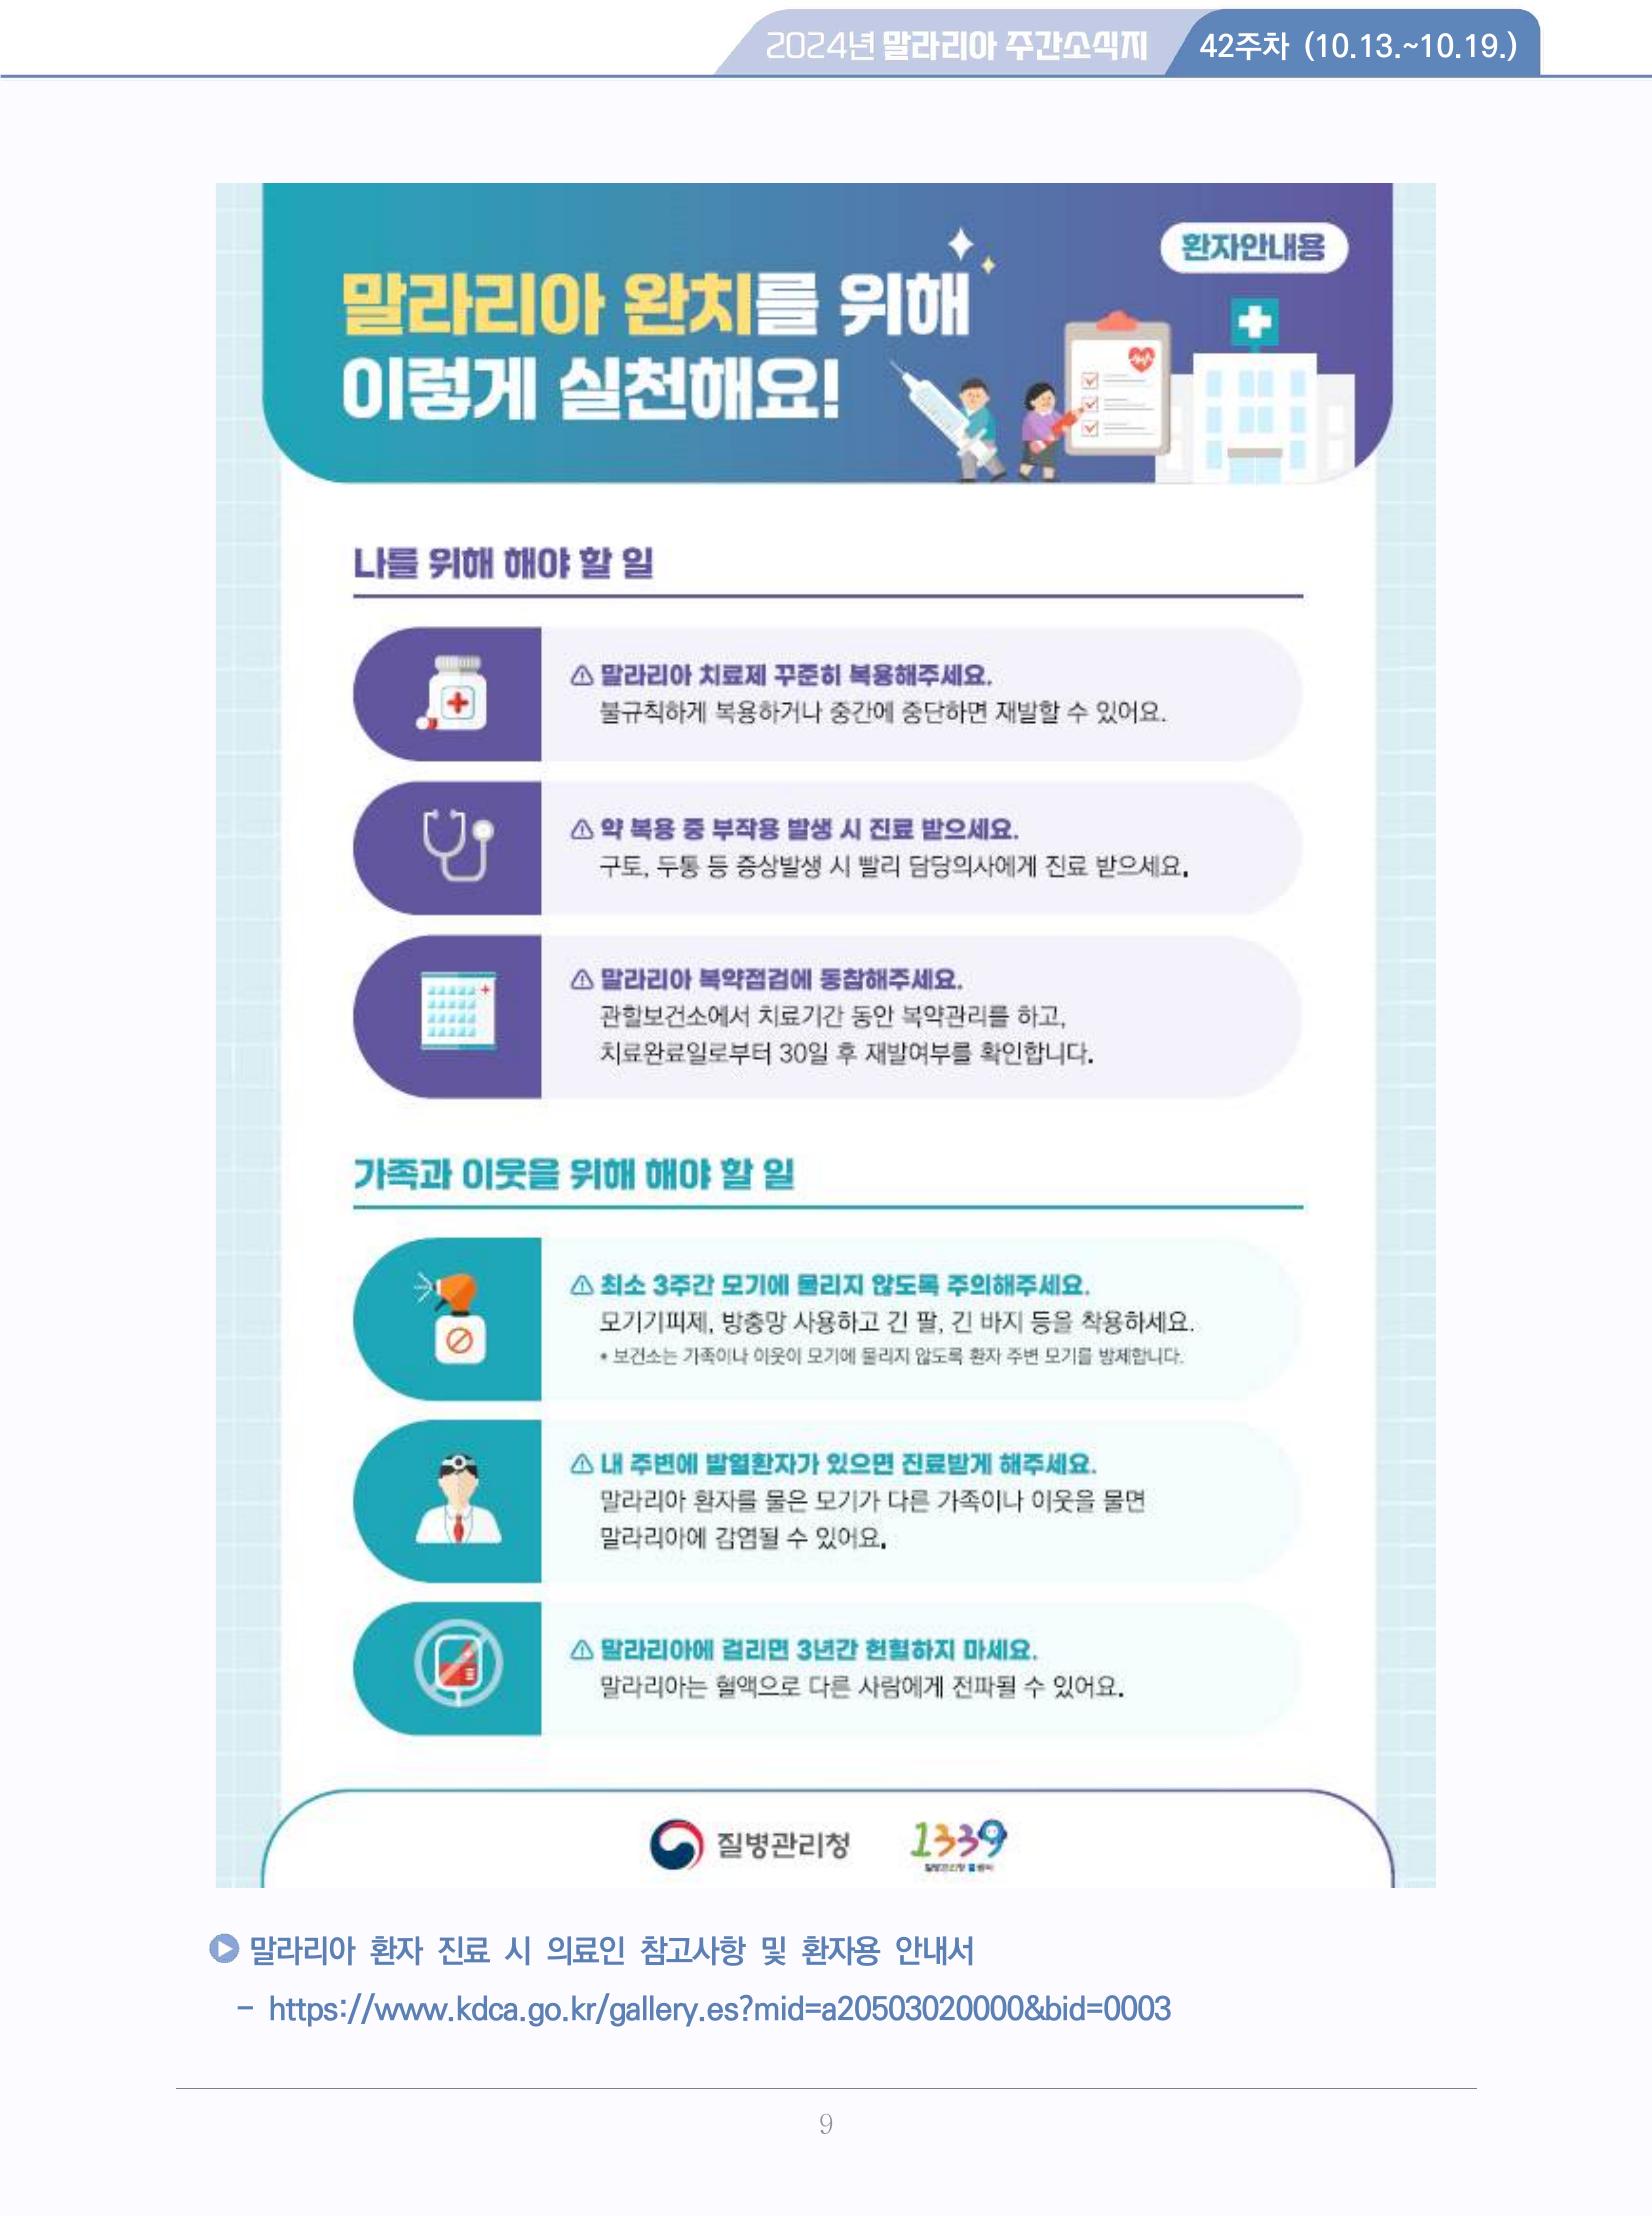 2024년 말라리아 주간소식지 42주차 (10.13.~10.19.)
환자안내용
말라리아 완치를 위해
이렇게 실천해요!
나를 위해 해야 할 일
말라리아 치료제 꾸준히 복용해주세요.
불규칙하게 복용하거나 중간에 중단하면 재발할 수 있어요.
약 복용 중 부작용 발생 시 진료 받으세요.
구토, 두통 등 증상발생 시 빨리 담당의사에게 진료 받으세요.
말라리아 복약점검에 동참해주세요.
관할보건소에서 치료기간 동안 복약관리를 하고,
치료완료일로부터 30일 후 재발여부를 확인합니다.
가족과 이웃을 위해 해야 할 일
최소 3주간 모기에 물리지 않도록 주의해주세요.
모기기피제, 방충망 사용하고 긴 팔, 긴 바지 등을 착용하세요.
* 보건소는 가족이나 이웃이 모기에 물리지 않도록 환자 주변 모기를 방제합니다.
내 주변에 발열환자가 있으면 진료받게 해주세요.
말라리아 환자를 물은 모기가 다른 가족이나 이웃을 물면
말라리아에 감염될 수 있어요.
말라리아에 걸리면 3년간 헌혈하지 마세요.
말라리아는 혈액으로 다른 사람에게 전파될 수 있어요.
질병관리청 1339
질병관리청 콜센터
말라리아 환자 진료 시 의료인 참고사항 및 환자용 안내서
- https://www.kdca.go.kr/gallery.es?mid=a20503020000&bid=0003
9